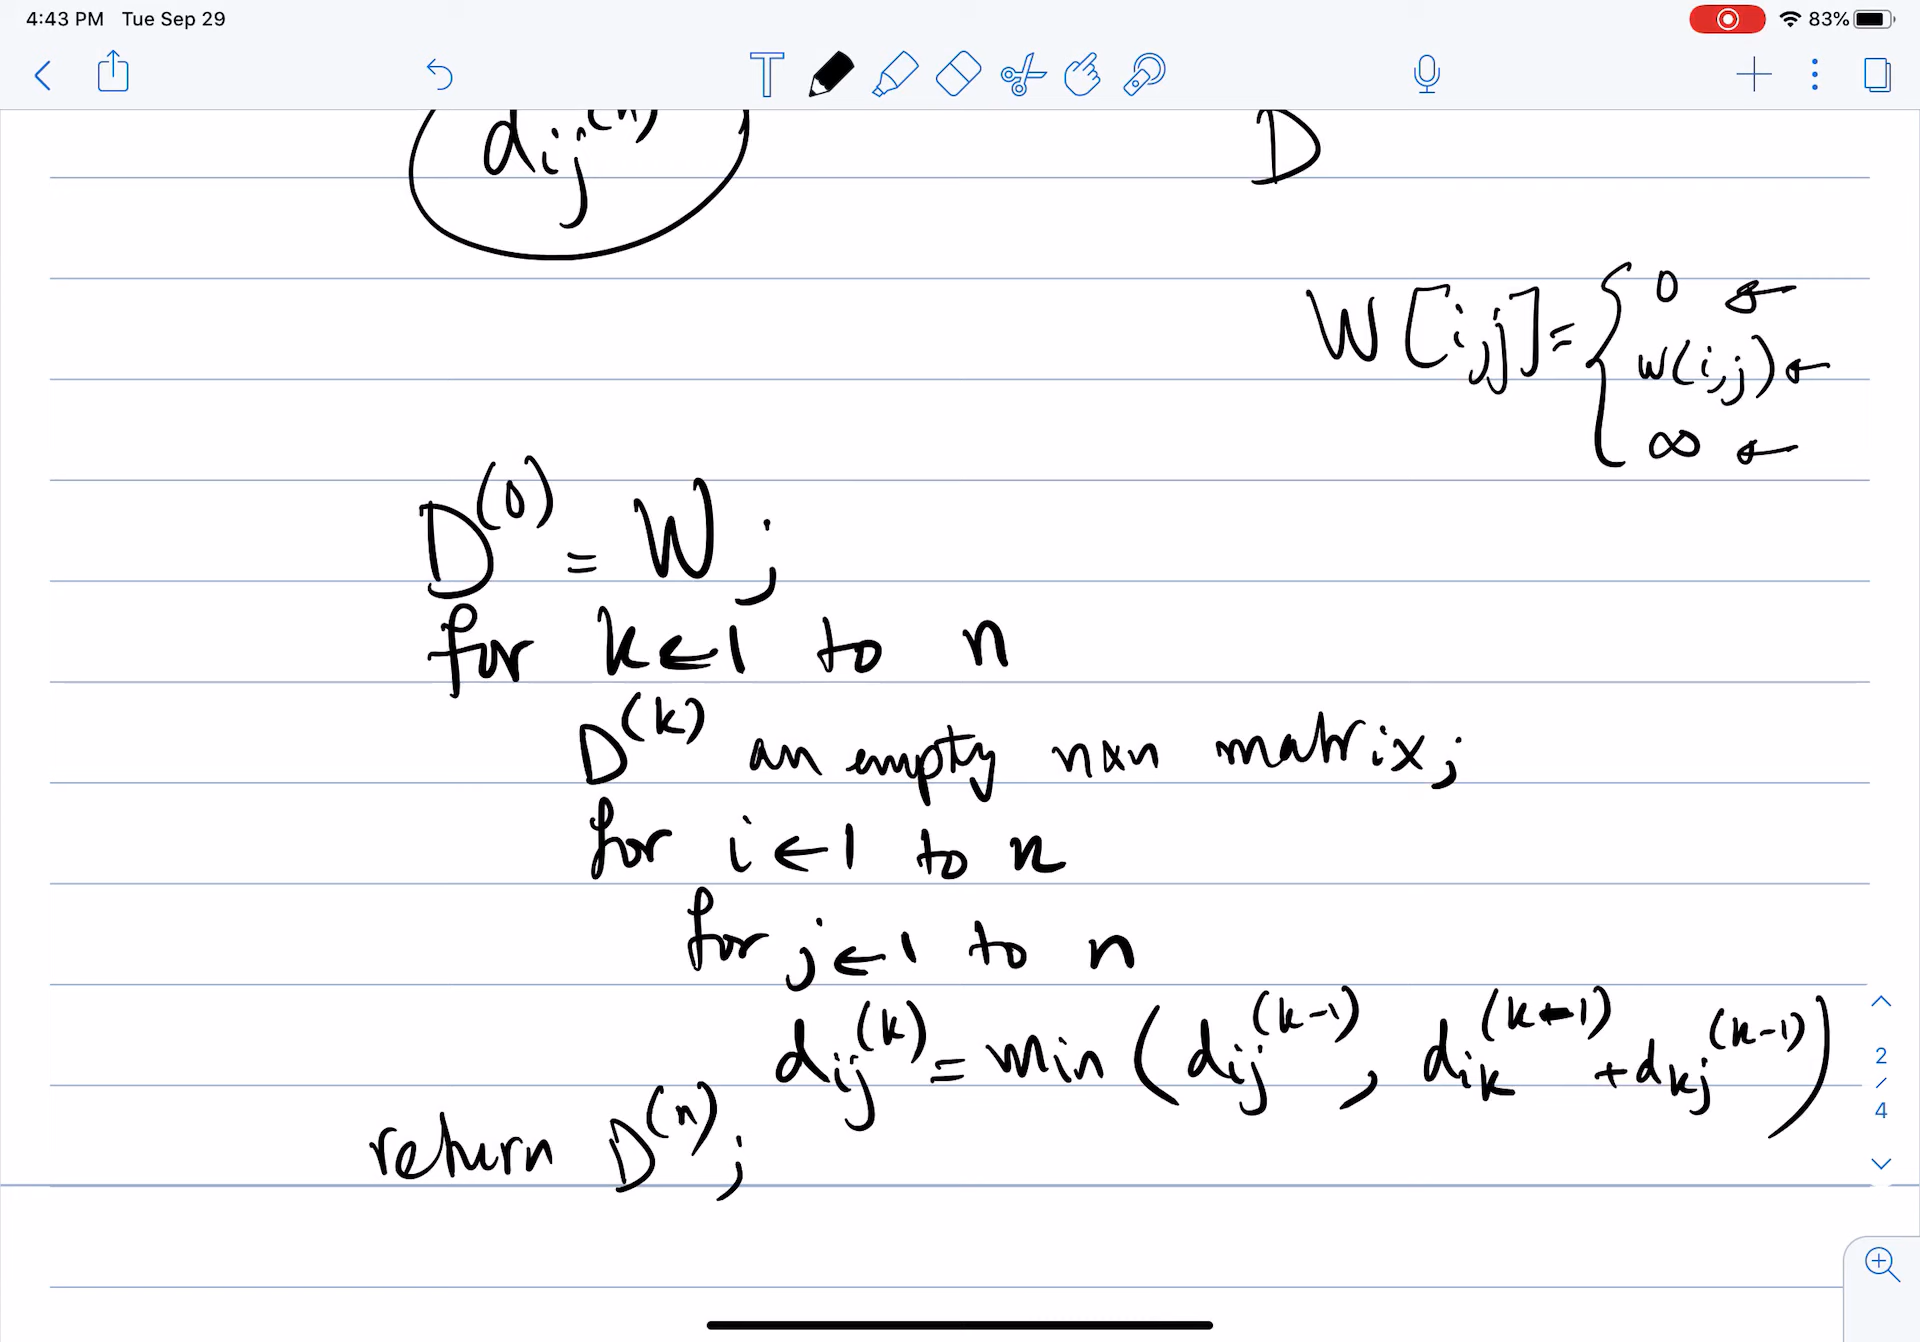 4:43 PM Tue Sep 29 83%
d_ij^(n) D
W[i,j] = { 0 ←
w(i,j) ←
∞ ←
D^(0) = W ;
for k ← 1 to n
D^(k) an empty n×n matrix;
for i ← 1 to n
for j ← 1 to n
d_ij^(k) = min ( d_ij^(k-1) , d_ik^(k-1) + d_kj^(k-1) )
return D^(n) ;
2
/
4